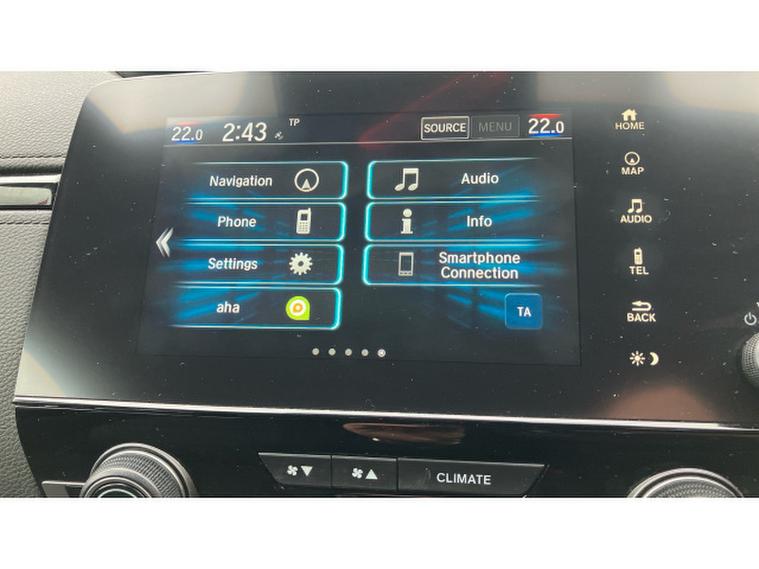 22.0 2:43 TP SOURCE MENU 22.0
Navigation
Audio
Phone
Info
Settings
Smartphone
Connection
aha
TA
HOME
MAP
AUDIO
TEL
BACK
CLIMATE